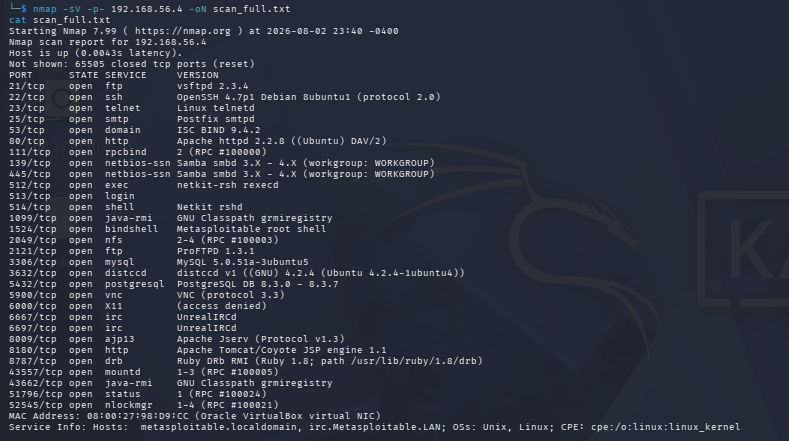 └─$ nmap -sV -p- 192.168.56.4 -oN scan_full.txt
cat scan_full.txt
Starting Nmap 7.99 ( https://nmap.org ) at 2026-08-02 23:40 -0400
Nmap scan report for 192.168.56.4
Host is up (0.0043s latency).
Not shown: 65505 closed tcp ports (reset)
PORT      STATE SERVICE     VERSION
21/tcp    open  ftp         vsftpd 2.3.4
22/tcp    open  ssh         OpenSSH 4.7p1 Debian 8ubuntu1 (protocol 2.0)
23/tcp    open  telnet      Linux telnetd
25/tcp    open  smtp        Postfix smtpd
53/tcp    open  domain      ISC BIND 9.4.2
80/tcp    open  http        Apache httpd 2.2.8 ((Ubuntu) DAV/2)
111/tcp   open  rpcbind     2 (RPC #100000)
139/tcp   open  netbios-ssn Samba smbd 3.X - 4.X (workgroup: WORKGROUP)
445/tcp   open  netbios-ssn Samba smbd 3.X - 4.X (workgroup: WORKGROUP)
512/tcp   open  exec        netkit-rsh rexecd
513/tcp   open  login
514/tcp   open  shell       Netkit rshd
1099/tcp  open  java-rmi    GNU Classpath grmiregistry
1524/tcp  open  bindshell   Metasploitable root shell
2049/tcp  open  nfs         2-4 (RPC #100003)
2121/tcp  open  ftp         ProFTPD 1.3.1
3306/tcp  open  mysql       MySQL 5.0.51a-3ubuntu5
3632/tcp  open  distccd     distccd v1 ((GNU) 4.2.4 (Ubuntu 4.2.4-1ubuntu4))
5432/tcp  open  postgresql  PostgreSQL DB 8.3.0 - 8.3.7
5900/tcp  open  vnc         VNC (protocol 3.3)
6000/tcp  open  X11         (access denied)
6667/tcp  open  irc         UnrealIRCd
6697/tcp  open  irc         UnrealIRCd
8009/tcp  open  ajp13       Apache Jserv (Protocol v1.3)
8180/tcp  open  http        Apache Tomcat/Coyote JSP engine 1.1
8787/tcp  open  drb         Ruby DRb RMI (Ruby 1.8; path /usr/lib/ruby/1.8/drb)
43557/tcp open  mountd      1-3 (RPC #100005)
43662/tcp open  java-rmi    GNU Classpath grmiregistry
51796/tcp open  status      1 (RPC #100024)
52545/tcp open  nlockmgr    1-4 (RPC #100021)
MAC Address: 08:00:27:98:D9:CC (Oracle VirtualBox virtual NIC)
Service Info: Hosts:  metasploitable.localdomain, irc.Metasploitable.LAN; OSs: Unix, Linux; CPE: cpe:/o:linux:linux_kernel